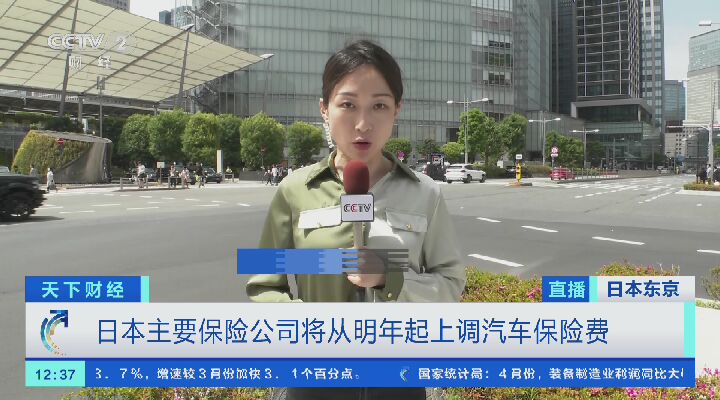 CCTV 2
财经
CCTV
天下财经
直播 日本东京
日本主要保险公司将从明年起上调汽车保险费
12:37 3.7%，增速较3月份加快3.1个百分点。 国家统计局：4月份，装备制造业利润同比大